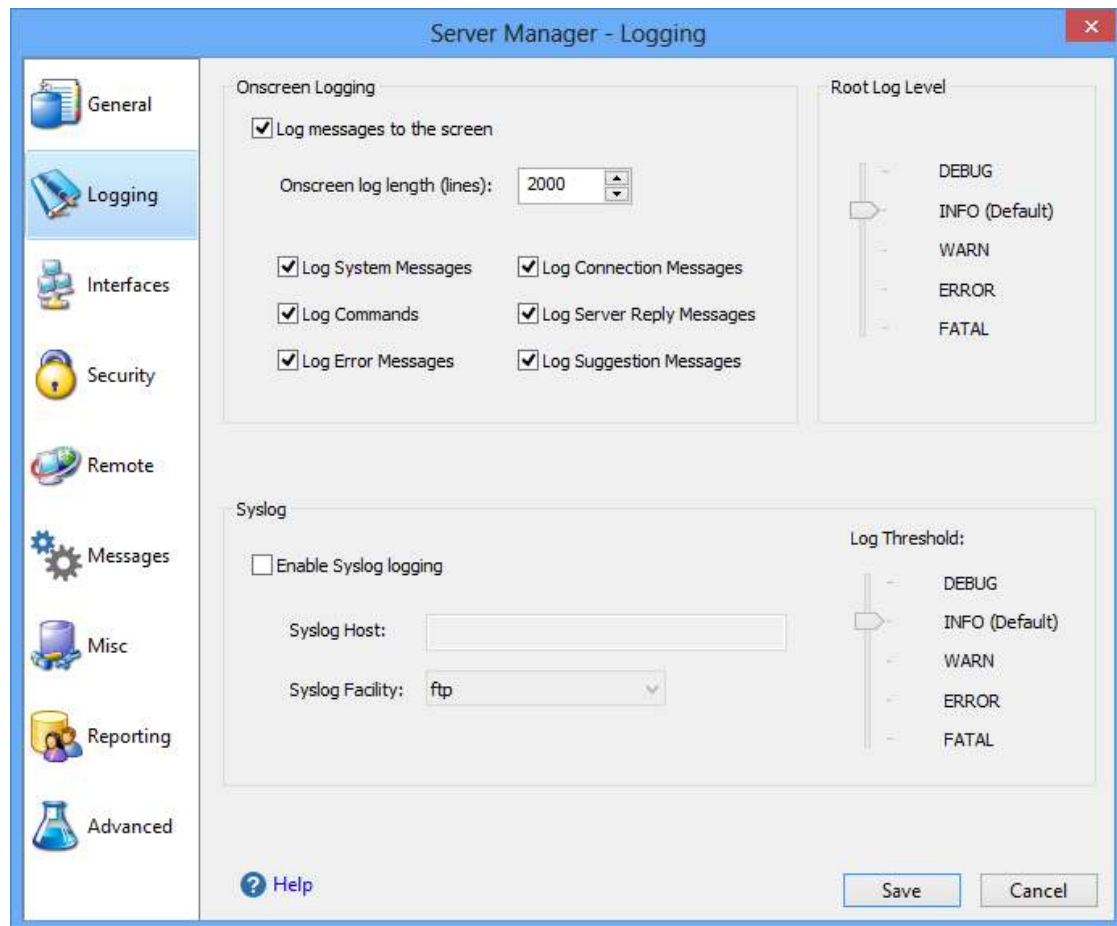 Server Manager - Logging
General
Logging
Interfaces
Security
Remote
Messages
Misc
Reporting
Advanced
Onscreen Logging
Log messages to the screen
Onscreen log length (lines): 2000
Log System Messages Log Connection Messages
Log Commands Log Server Reply Messages
Log Error Messages Log Suggestion Messages
Root Log Level
DEBUG
INFO (Default)
WARN
ERROR
FATAL
Syslog
Enable Syslog logging
Syslog Host:
Syslog Facility: ftp
Log Threshold:
DEBUG
INFO (Default)
WARN
ERROR
FATAL
? Help
Save Cancel